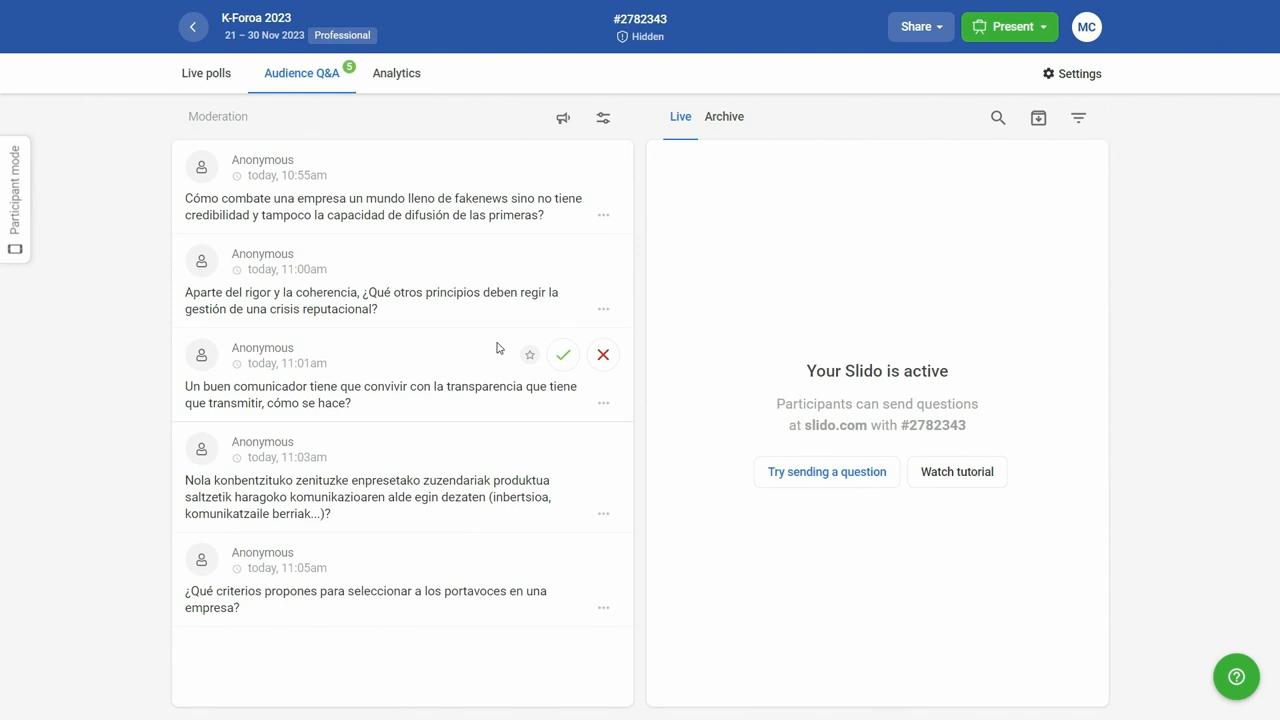 K-Foroa 2023
21 – 30 Nov 2023 Professional
#2782343
Hidden
Share
Present
MC
Live polls
Audience Q&A 5
Analytics
Settings
Participant mode
Moderation
Anonymous
today, 10:55am
Cómo combate una empresa un mundo lleno de fakenews sino no tiene
credibilidad y tampoco la capacidad de difusión de las primeras?
Anonymous
today, 11:00am
Aparte del rigor y la coherencia, ¿Qué otros principios deben regir la
gestión de una crisis reputacional?
Anonymous
today, 11:01am
Un buen comunicador tiene que convivir con la transparencia que tiene
que transmitir, cómo se hace?
Anonymous
today, 11:03am
Nola konbentzituko zenituzke enpresetako zuzendariak produktua
saltzetik haragoko komunikazioaren alde egin dezaten (inbertsioa,
komunikatzaile berriak...)?
Anonymous
today, 11:05am
¿Qué criterios propones para seleccionar a los portavoces en una
empresa?
Live
Archive
Your Slido is active
Participants can send questions
at slido.com with #2782343
Try sending a question
Watch tutorial